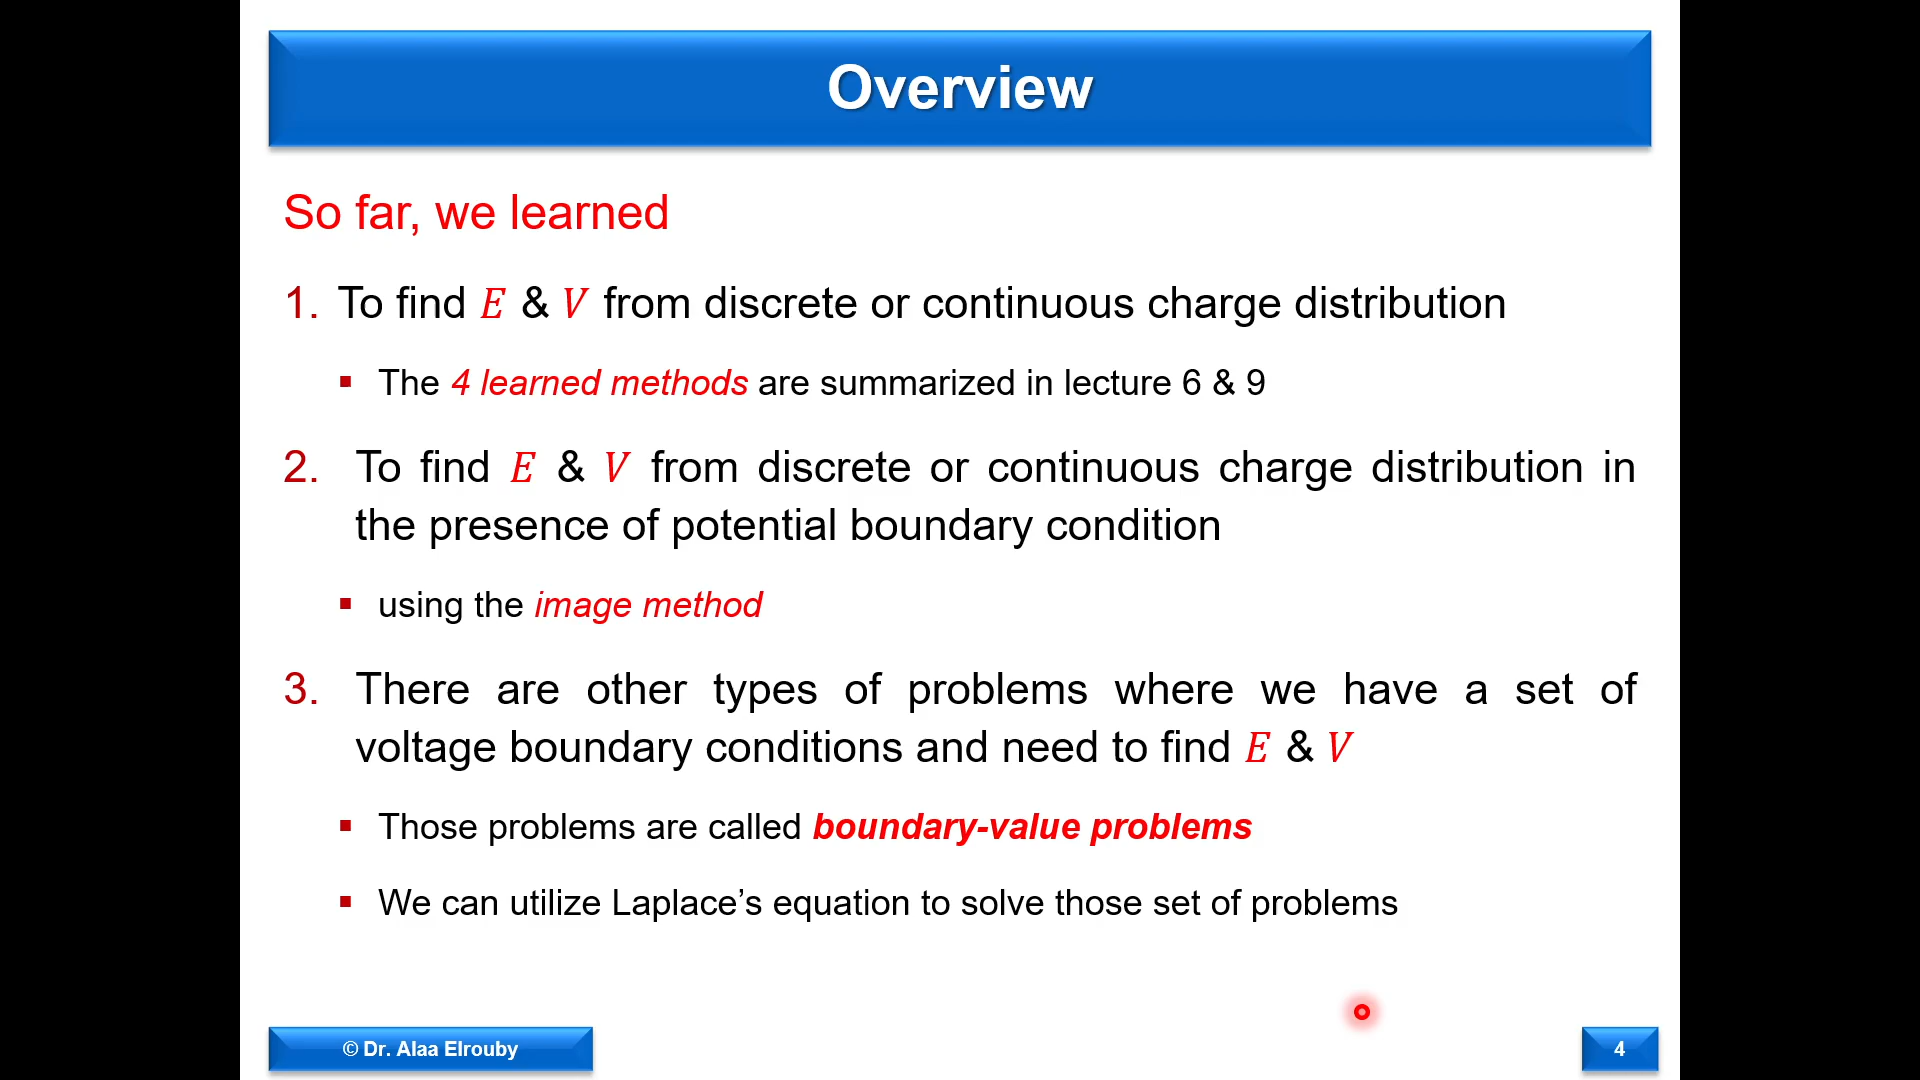 Overview
So far, we learned
1. To find E & V from discrete or continuous charge distribution
▪ The 4 learned methods are summarized in lecture 6 & 9
2. To find E & V from discrete or continuous charge distribution in
the presence of potential boundary condition
▪ using the image method
3. There are other types of problems where we have a set of
voltage boundary conditions and need to find E & V
▪ Those problems are called boundary-value problems
▪ We can utilize Laplace’s equation to solve those set of problems
© Dr. Alaa Elrouby
4